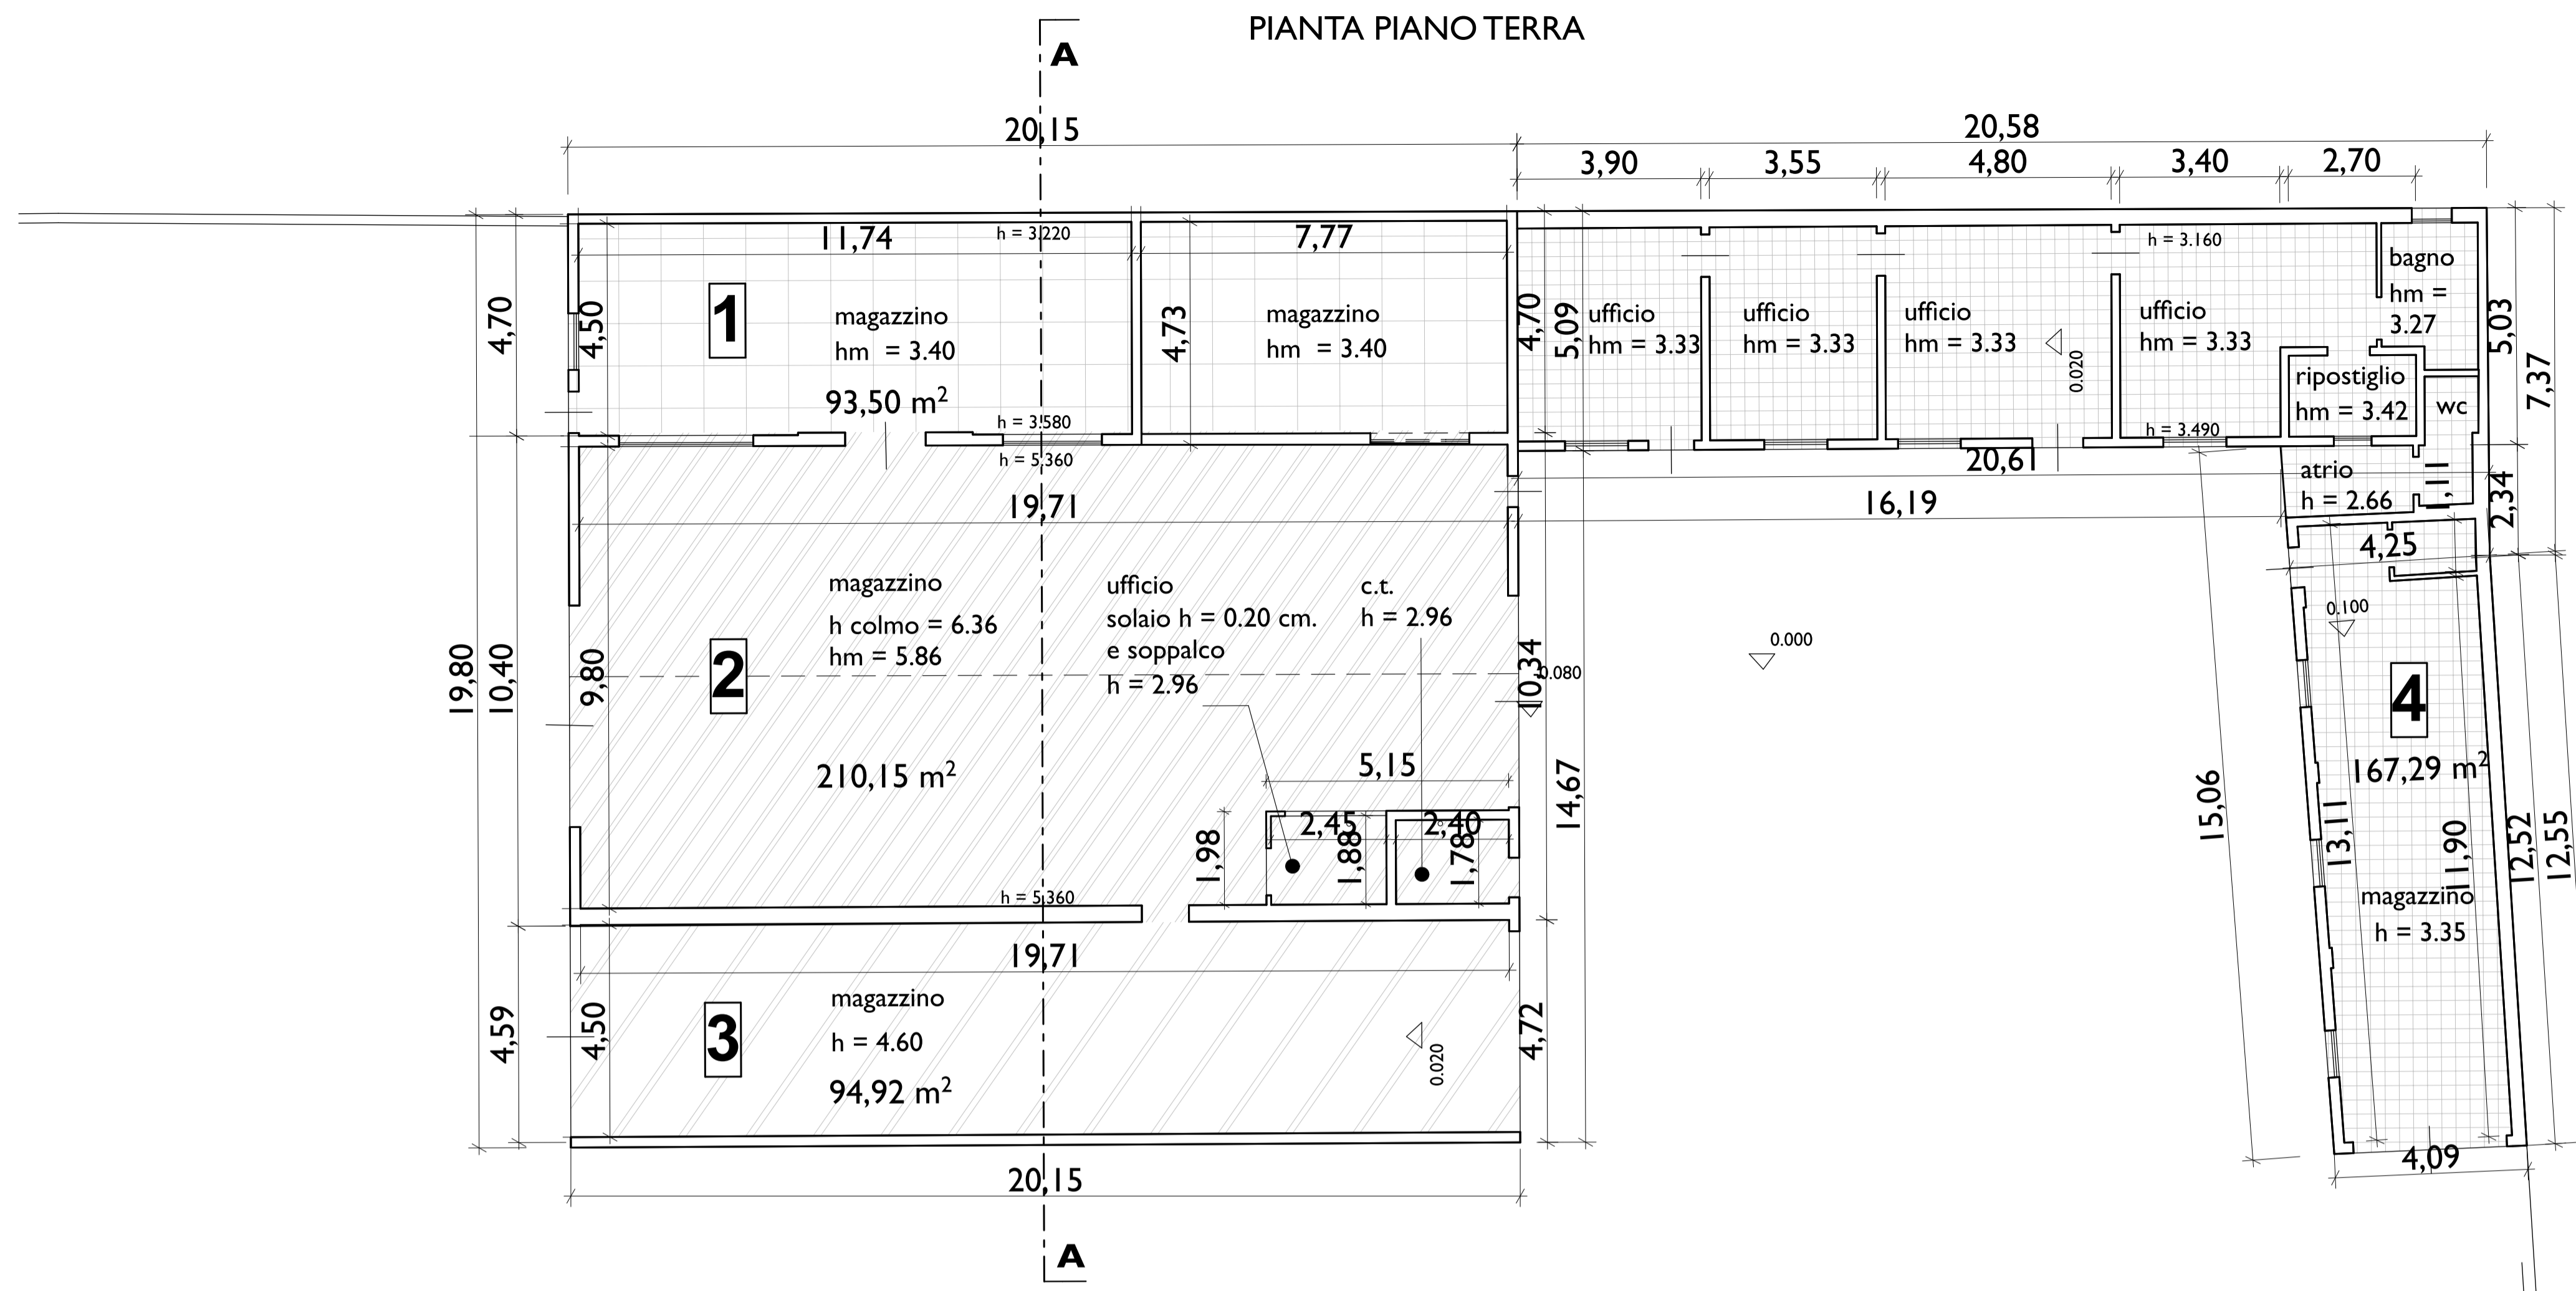 PIANTA PIANO TERRA
A
20,15
20,58
3,90
3,55
4,80
3,40
2,70
11,74
h = 3.220
7,77
h = 3.160
bagno
hm =
3.27
4,70
4,50
1
magazzino
hm = 3.40
93,50 m²
h = 3.580
h = 5.360
4,73
magazzino
hm = 3.40
4,70
5,09
ufficio
hm = 3.33
ufficio
hm = 3.33
ufficio
hm = 3.33
0.020
ufficio
hm = 3.33
h = 3.490
ripostiglio
hm = 3.42
wc
5,03
7,37
20,61
atrio
h = 2.66
1,11
2,34
19,71
16,19
4,25
magazzino
h colmo = 6.36
hm = 5.86
ufficio
solaio h = 0.20 cm.
e soppalco
h = 2.96
c.t.
h = 2.96
0.000
0.100
19,80
10,40
9,80
2
10,34
0.080
4
210,15 m²
5,15
167,29 m²
14,67
15,06
13,11
11,90
12,52
12,55
2,45
2,40
1,98
1,88
1,78
h = 5.360
magazzino
h = 3.35
19,71
4,59
4,50
3
magazzino
h = 4.60
94,92 m²
0.020
4,72
4,09
20,15
A